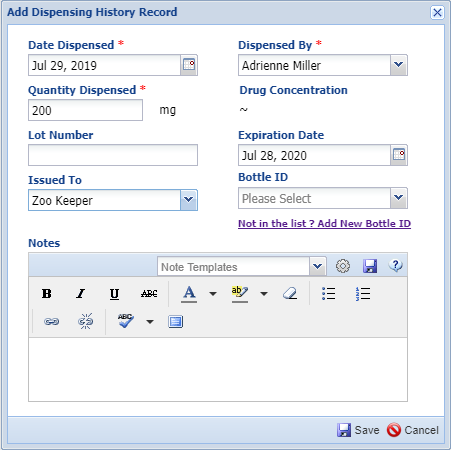 Add Dispensing History Record
Date Dispensed * Dispensed By *
Jul 29, 2019 Adrienne Miller
Quantity Dispensed * Drug Concentration
200 mg ~
Lot Number Expiration Date
Jul 28, 2020
Issued To Bottle ID
Zoo Keeper Please Select
Not in the list ? Add New Bottle ID
Notes
Note Templates
B I U ABC A ab
ABC
Save Cancel